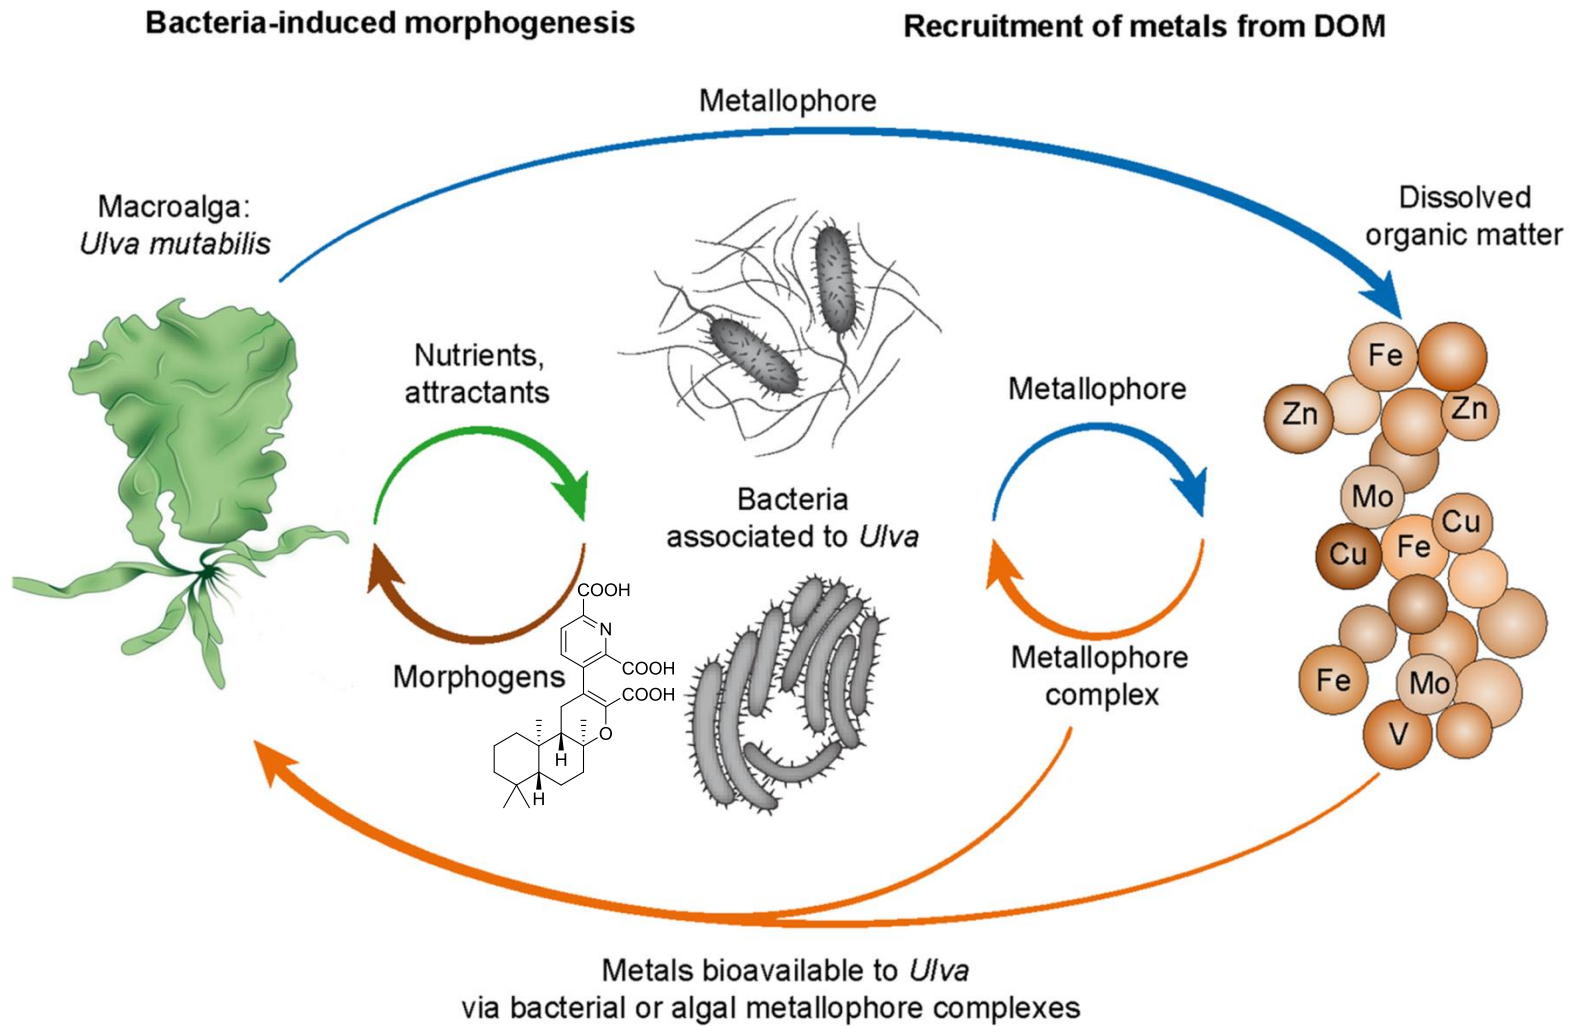 Bacteria-induced morphogenesis
Recruitment of metals from DOM
Metallophore
Macroalga:
Ulva mutabilis
Dissolved
organic matter
Nutrients,
attractants
Metallophore
Fe
Zn
Zn
Mo
Cu
Cu
Fe
Fe
Mo
V
Bacteria
associated to Ulva
COOH
N
COOH
COOH
O
H
H
Morphogens
Metallophore
complex
Metals bioavailable to Ulva
via bacterial or algal metallophore complexes